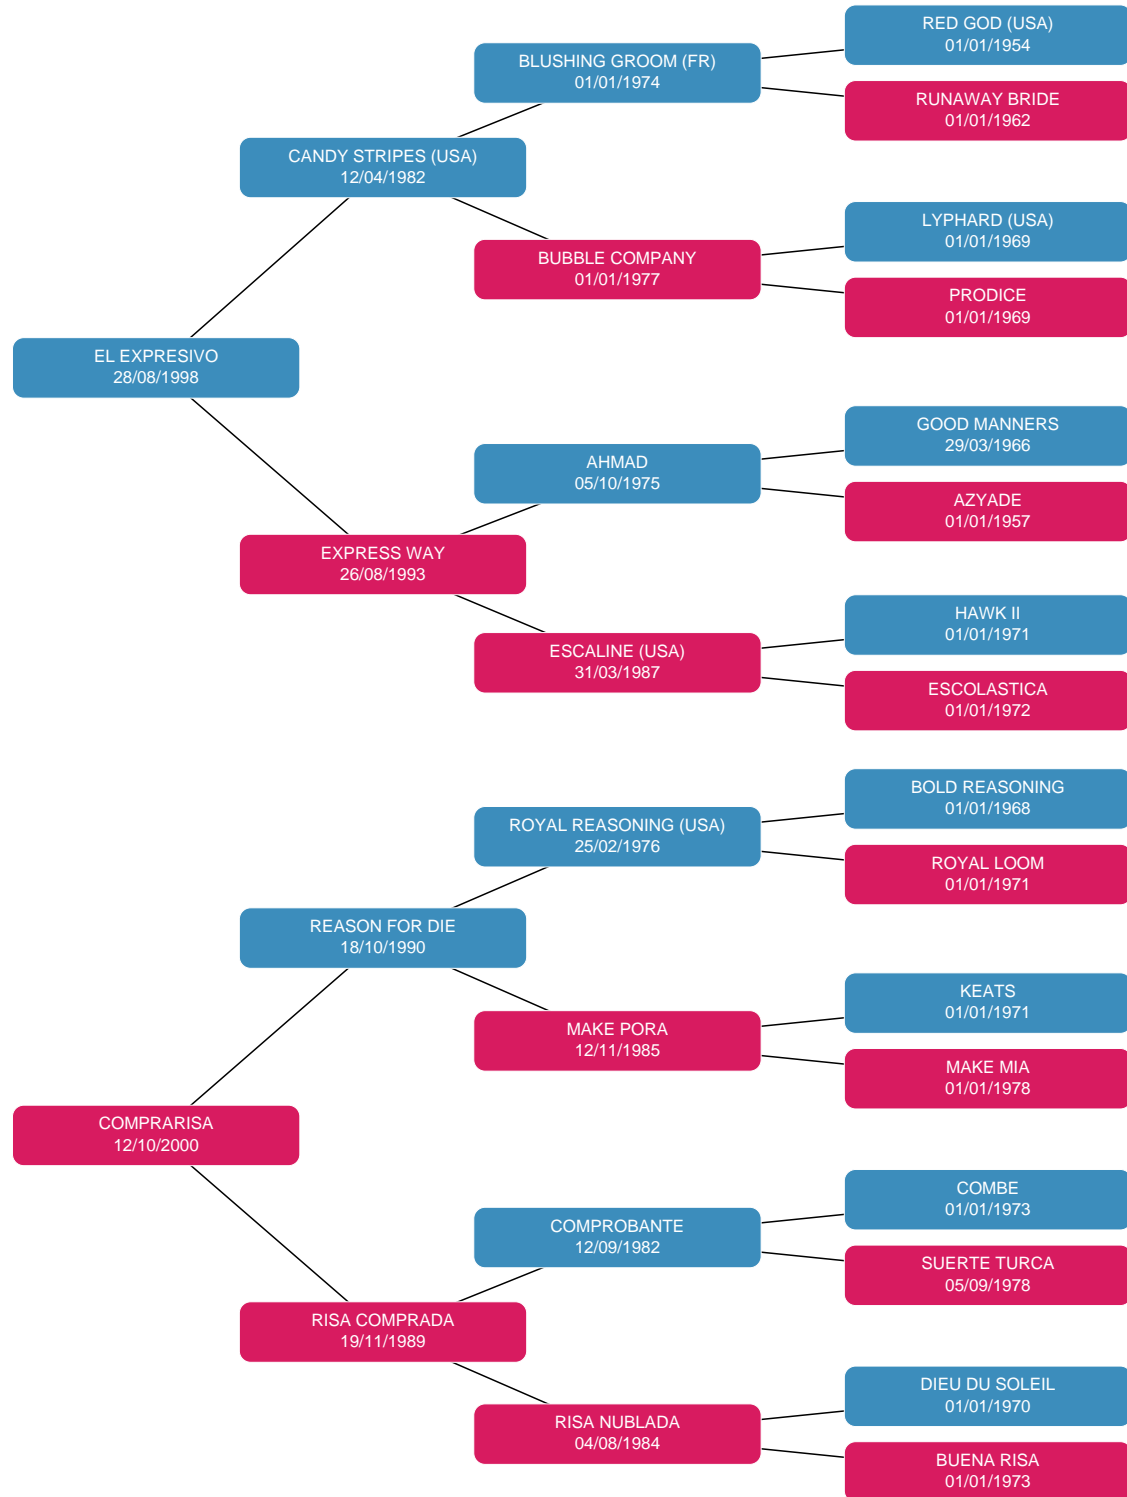 RED GOD (USA)
01/01/1954
BLUSHING GROOM (FR)
01/01/1974
RUNAWAY BRIDE
01/01/1962
CANDY STRIPES (USA)
12/04/1982
LYPHARD (USA)
01/01/1969
BUBBLE COMPANY
01/01/1977
PRODICE
01/01/1969
EL EXPRESIVO
28/08/1998
GOOD MANNERS
29/03/1966
AHMAD
05/10/1975
AZYADE
01/01/1957
EXPRESS WAY
26/08/1993
HAWK II
01/01/1971
ESCALINE (USA)
31/03/1987
ESCOLASTICA
01/01/1972
BOLD REASONING
01/01/1968
ROYAL REASONING (USA)
25/02/1976
ROYAL LOOM
01/01/1971
REASON FOR DIE
18/10/1990
KEATS
01/01/1971
MAKE PORA
12/11/1985
MAKE MIA
01/01/1978
COMPRARISA
12/10/2000
COMBE
01/01/1973
COMPROBANTE
12/09/1982
SUERTE TURCA
05/09/1978
RISA COMPRADA
19/11/1989
DIEU DU SOLEIL
01/01/1970
RISA NUBLADA
04/08/1984
BUENA RISA
01/01/1973